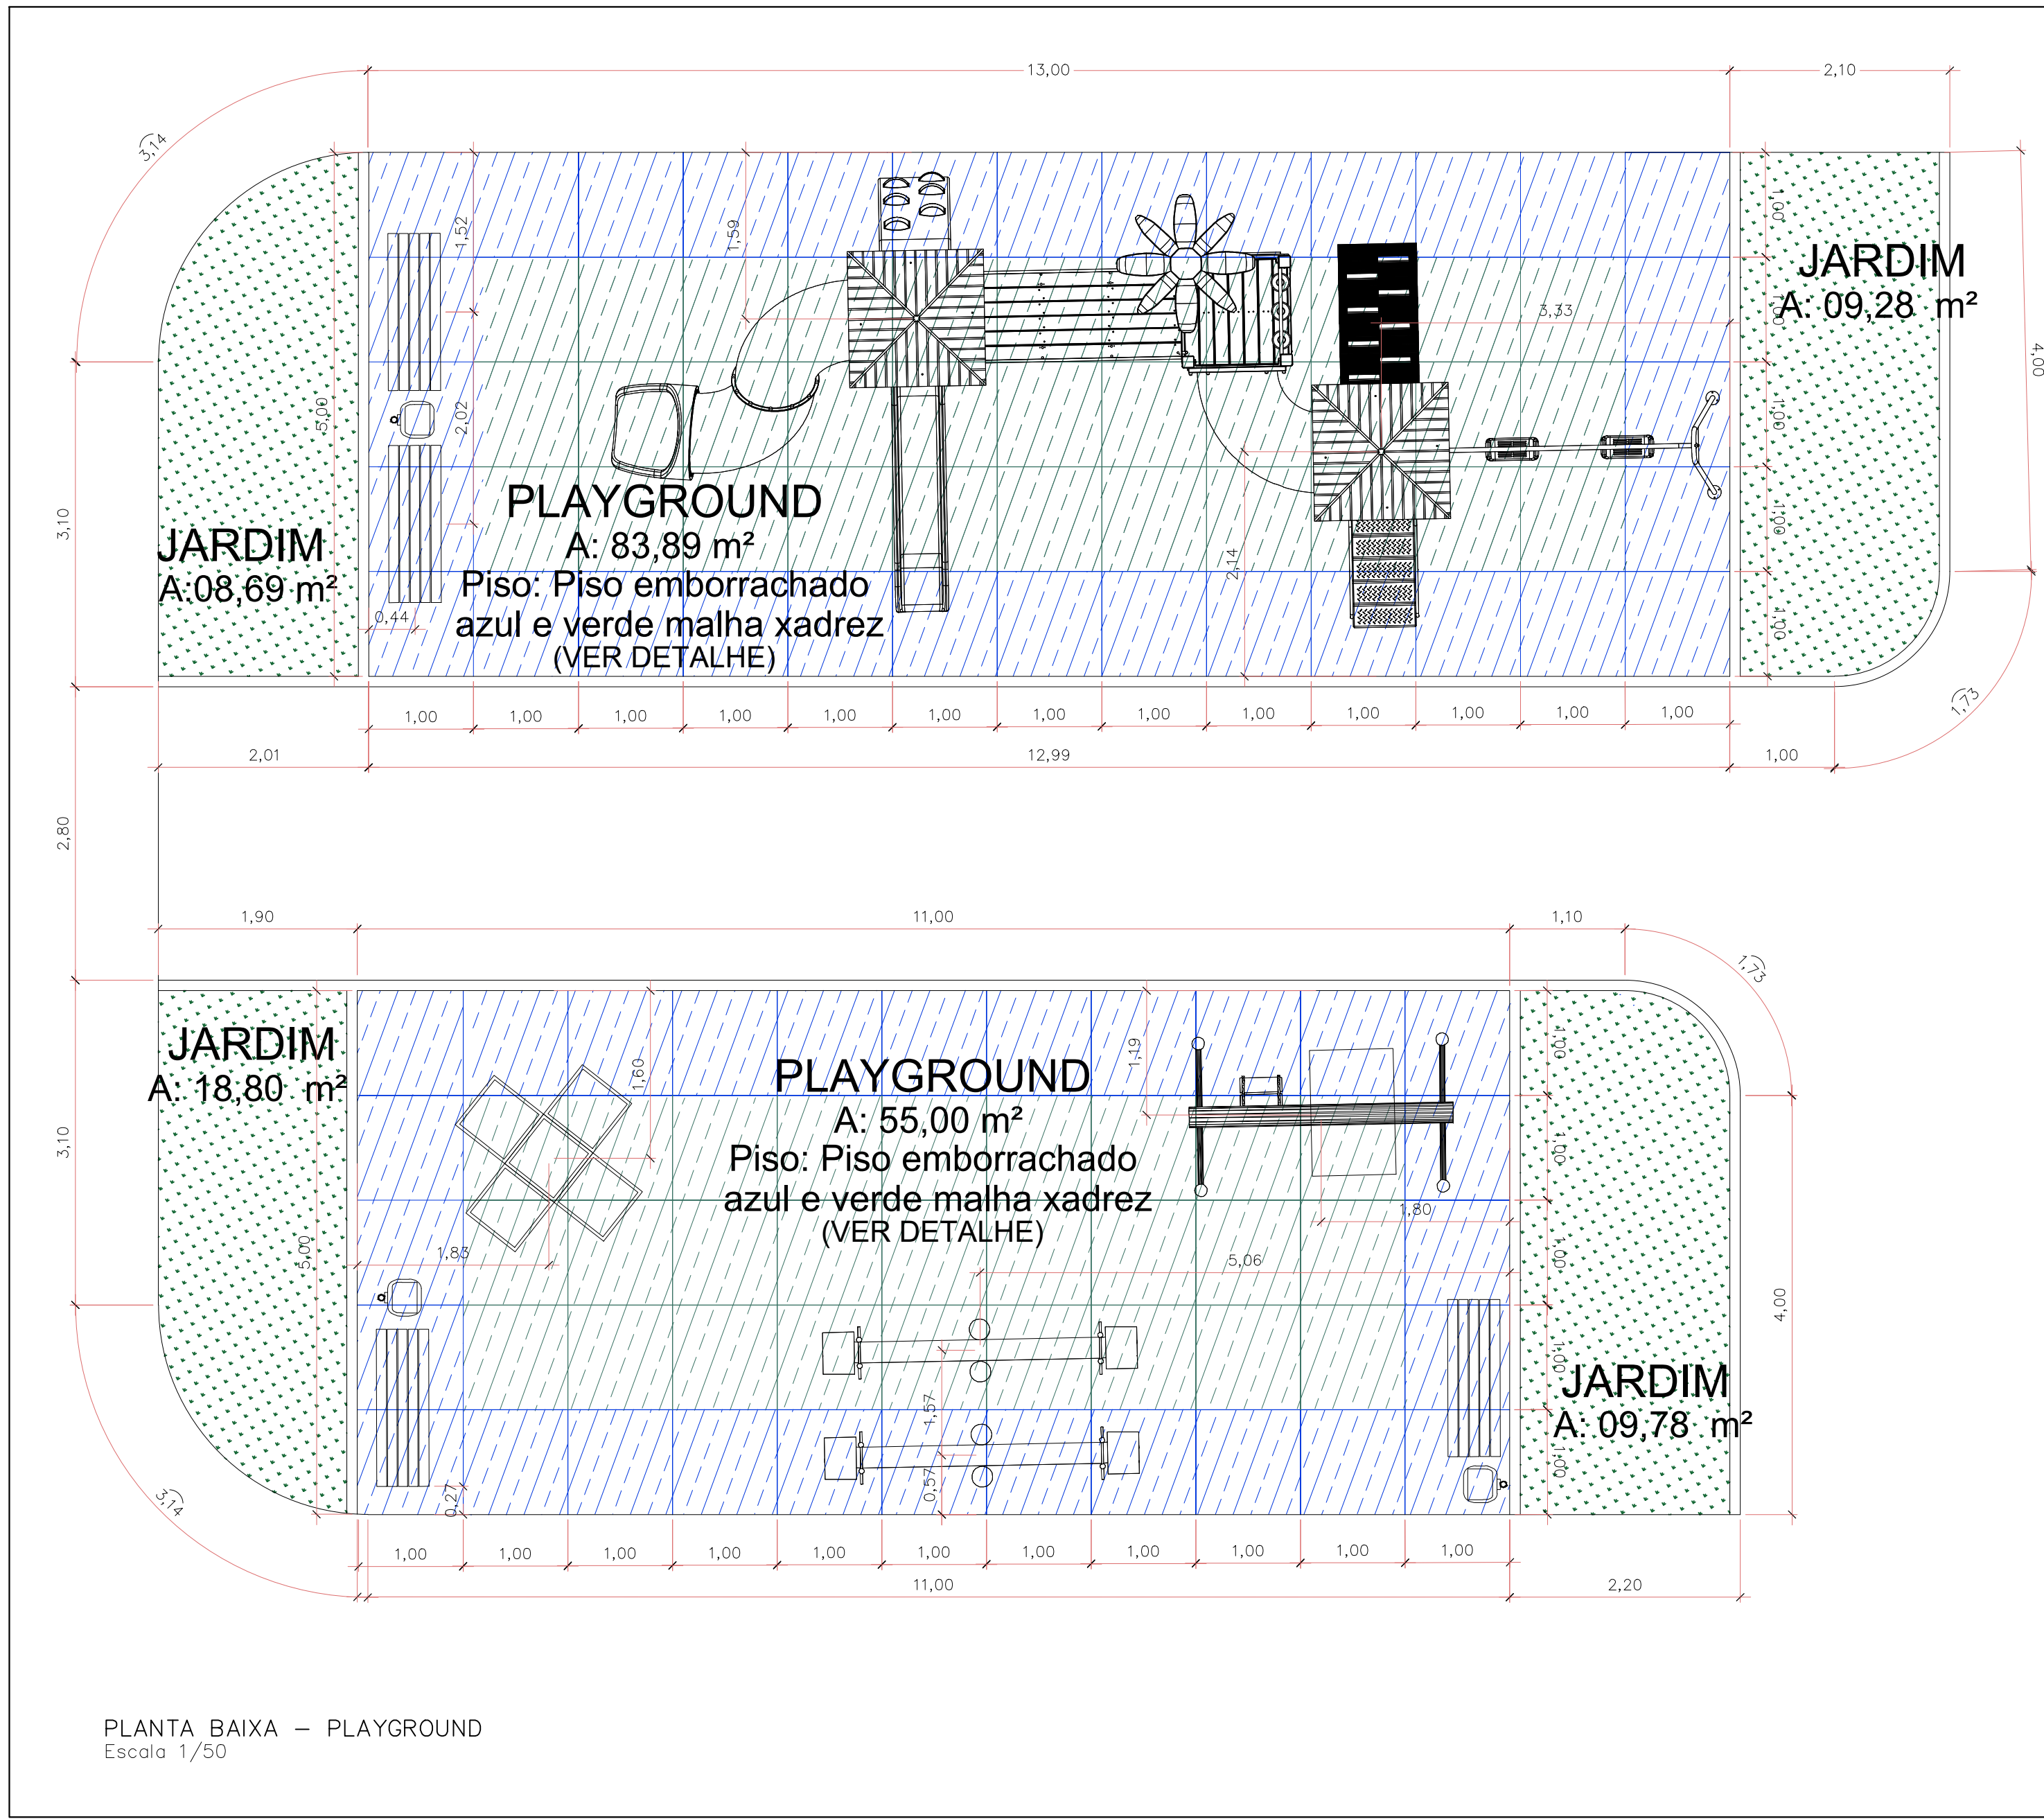 13,00
2,10
3,14
1,52
1,59
1,00
JARDIM
A: 09,28 m²
1,00
3,33
4,00
5,00
2,02
1,00
3,10
PLAYGROUND
A: 83,89 m²
Piso: Piso emborrachado
azul e verde malha xadrez
(VER DETALHE)
JARDIM
A:08,69 m²
0,44
2,14
1,00
1,00
1,73
1,00 1,00 1,00 1,00 1,00 1,00 1,00 1,00 1,00 1,00 1,00 1,00 1,00
2,01
12,99
1,00
2,80
1,90
11,00
1,10
1,73
JARDIM
A: 18,80 m²
1,60
PLAYGROUND
A: 55,00 m²
Piso: Piso emborrachado
azul e verde malha xadrez
(VER DETALHE)
1,19
1,00
1,00
3,10
1,80
1,83
5,00
5,06
1,00
4,00
1,00
JARDIM
A: 09,78 m²
1,57
0,57
1,00
0,27
3,14
1,00 1,00 1,00 1,00 1,00 1,00 1,00 1,00 1,00 1,00 1,00
11,00
2,20
PLANTA BAIXA – PLAYGROUND
Escala 1/50